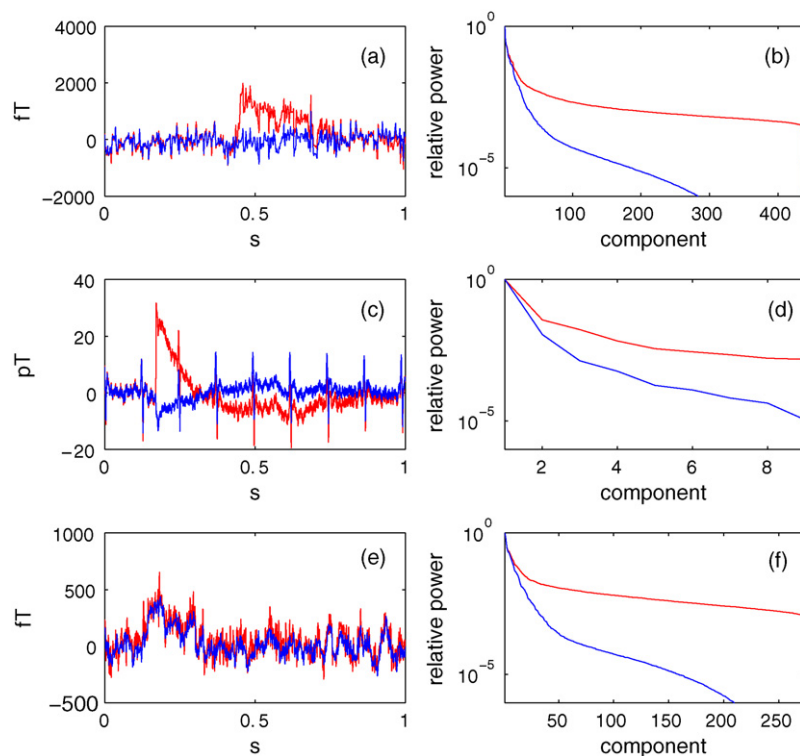 4000
2000
0
−2000
fT
(a)
0 0.5 1
s
10^0
10^−5
relative power
(b)
100 200 300 400
component
40
20
0
−20
pT
(c)
0 0.5 1
s
10^0
10^−5
relative power
(d)
2 4 6 8
component
1000
500
0
−500
fT
(e)
0 0.5 1
s
10^0
10^−5
relative power
(f)
50 100 150 200 250
component